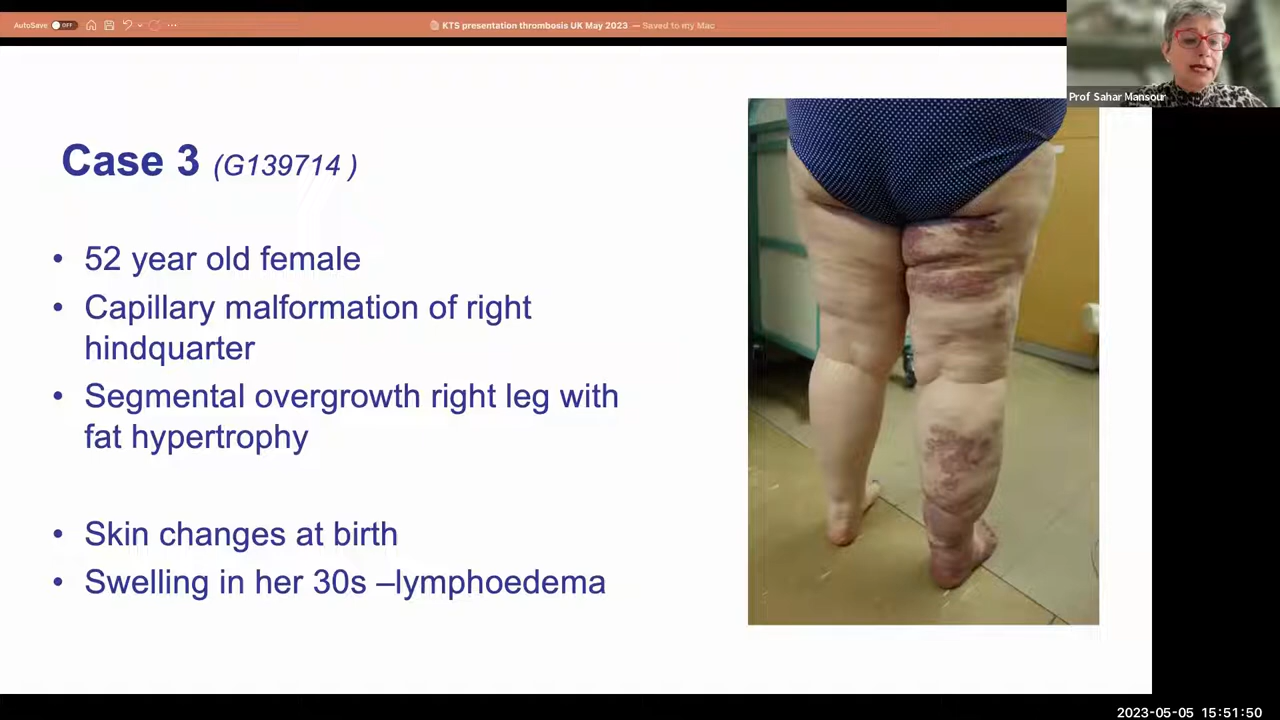 AutoSave OFF
KTS presentation thrombosis UK May 2023 — Saved to my Mac
Prof Sahar Mansour
Case 3 (G139714 )
• 52 year old female
• Capillary malformation of right
hindquarter
• Segmental overgrowth right leg with
fat hypertrophy
• Skin changes at birth
• Swelling in her 30s –lymphoedema
2023-05-05 15:51:50